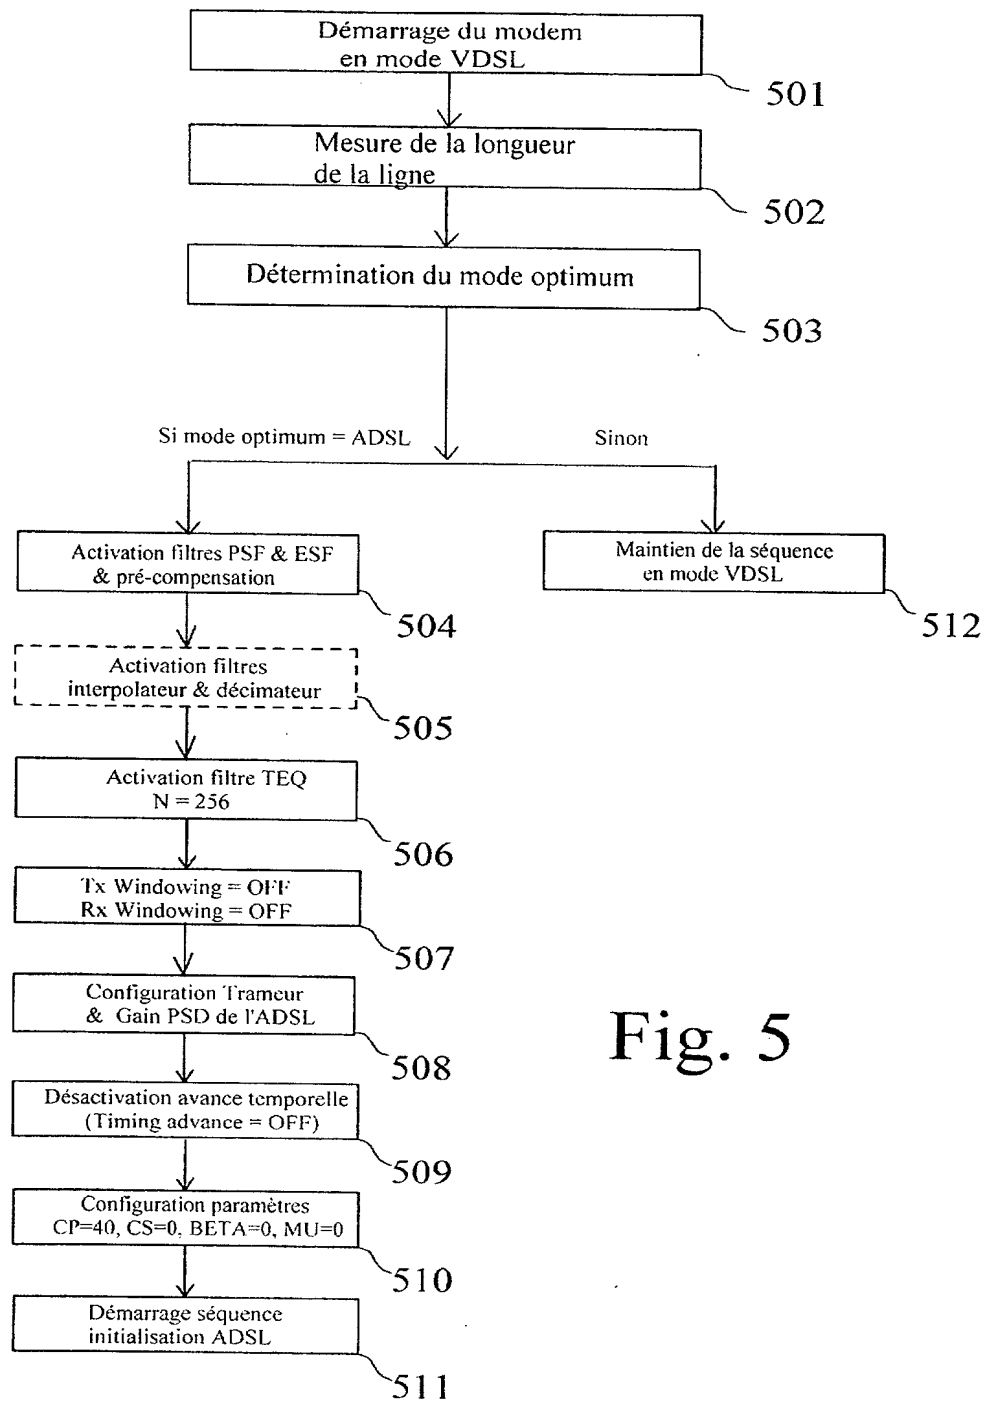 Démarrage du modem
en mode VDSL
501
Mesure de la longueur
de la ligne
502
Détermination du mode optimum
503
Si mode optimum = ADSL
Sinon
Activation filtres PSF & ESF
& pré-compensation
504
Maintien de la séquence
en mode VDSL
512
Activation filtres
interpolateur & décimateur
505
Activation filtre TEQ
N = 256
506
Tx Windowing = OFF
Rx Windowing = OFF
507
Configuration Trameur
& Gain PSD de l'ADSL
508
Fig. 5
Désactivation avance temporelle
(Timing advance = OFF)
509
Configuration paramètres
CP=40, CS=0, BETA=0, MU=0
510
Démarrage séquence
initialisation ADSL
511